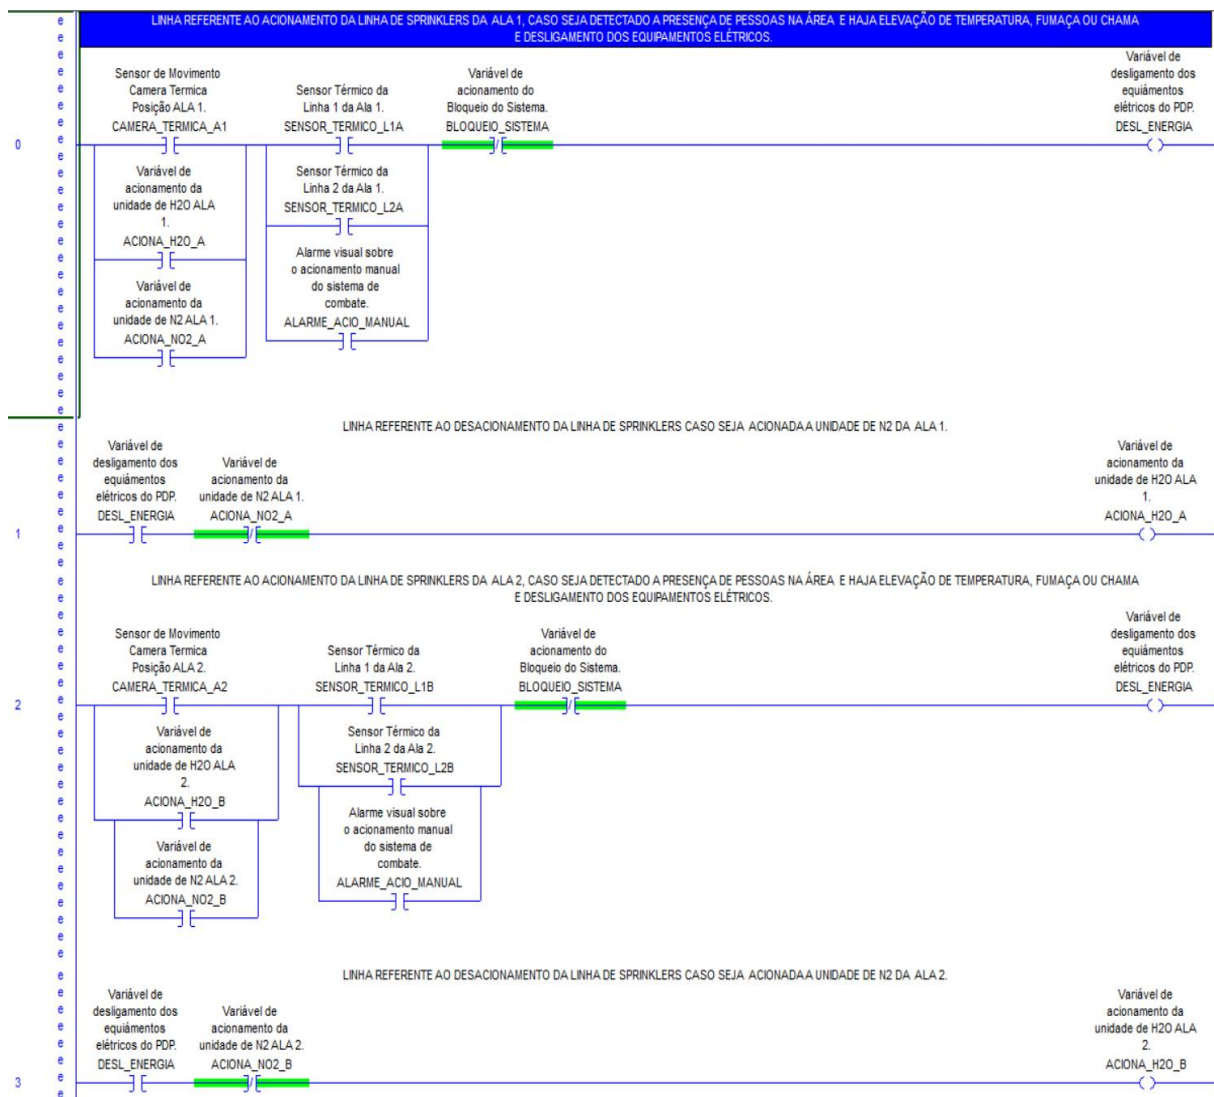 LINHA REFERENTE AO ACIONAMENTO DA LINHA DE SPRINKLERS DA ALA 1, CASO SEJA DETECTADO A PRESENÇA DE PESSOAS NA ÁREA E HAJA ELEVAÇÃO DE TEMPERATURA, FUMAÇA OU CHAMA
E DESLIGAMENTO DOS EQUIPAMENTOS ELÉTRICOS.
0
Sensor de Movimento
Camera Termica
Posição ALA 1.
CAMERA_TERMICA_A1
Sensor Térmico da
Linha 1 da Ala 1.
SENSOR_TERMICO_L1A
Variável de
acionamento do
Bloqueio do Sistema.
BLOQUEIO_SISTEMA
Variável de
desligamento dos
equiámentos
elétricos do PDP.
DESL_ENERGIA
Variável de
acionamento da
unidade de H2O ALA
1.
ACIONA_H2O_A
Sensor Térmico da
Linha 2 da Ala 1.
SENSOR_TERMICO_L2A
Variável de
acionamento da
unidade de N2 ALA 1.
ACIONA_NO2_A
Alarme visual sobre
o acionamento manual
do sistema de
combate.
ALARME_ACIO_MANUAL
LINHA REFERENTE AO DESACIONAMENTO DA LINHA DE SPRINKLERS CASO SEJA ACIONADA A UNIDADE DE N2 DA ALA 1.
1
Variável de
desligamento dos
equiámentos
elétricos do PDP.
DESL_ENERGIA
Variável de
acionamento da
unidade de N2 ALA 1.
ACIONA_NO2_A
Variável de
acionamento da
unidade de H2O ALA
1.
ACIONA_H2O_A
LINHA REFERENTE AO ACIONAMENTO DA LINHA DE SPRINKLERS DA ALA 2, CASO SEJA DETECTADO A PRESENÇA DE PESSOAS NA ÁREA E HAJA ELEVAÇÃO DE TEMPERATURA, FUMAÇA OU CHAMA
E DESLIGAMENTO DOS EQUIPAMENTOS ELÉTRICOS.
2
Sensor de Movimento
Camera Termica
Posição ALA 2.
CAMERA_TERMICA_A2
Sensor Térmico da
Linha 1 da Ala 2.
SENSOR_TERMICO_L1B
Variável de
acionamento do
Bloqueio do Sistema.
BLOQUEIO_SISTEMA
Variável de
desligamento dos
equiámentos
elétricos do PDP.
DESL_ENERGIA
Variável de
acionamento da
unidade de H2O ALA
2.
ACIONA_H2O_B
Sensor Térmico da
Linha 2 da Ala 2.
SENSOR_TERMICO_L2B
Variável de
acionamento da
unidade de N2 ALA 2.
ACIONA_NO2_B
Alarme visual sobre
o acionamento manual
do sistema de
combate.
ALARME_ACIO_MANUAL
LINHA REFERENTE AO DESACIONAMENTO DA LINHA DE SPRINKLERS CASO SEJA ACIONADA A UNIDADE DE N2 DA ALA 2.
3
Variável de
desligamento dos
equiámentos
elétricos do PDP.
DESL_ENERGIA
Variável de
acionamento da
unidade de N2 ALA 2.
ACIONA_NO2_B
Variável de
acionamento da
unidade de H2O ALA
2.
ACIONA_H2O_B